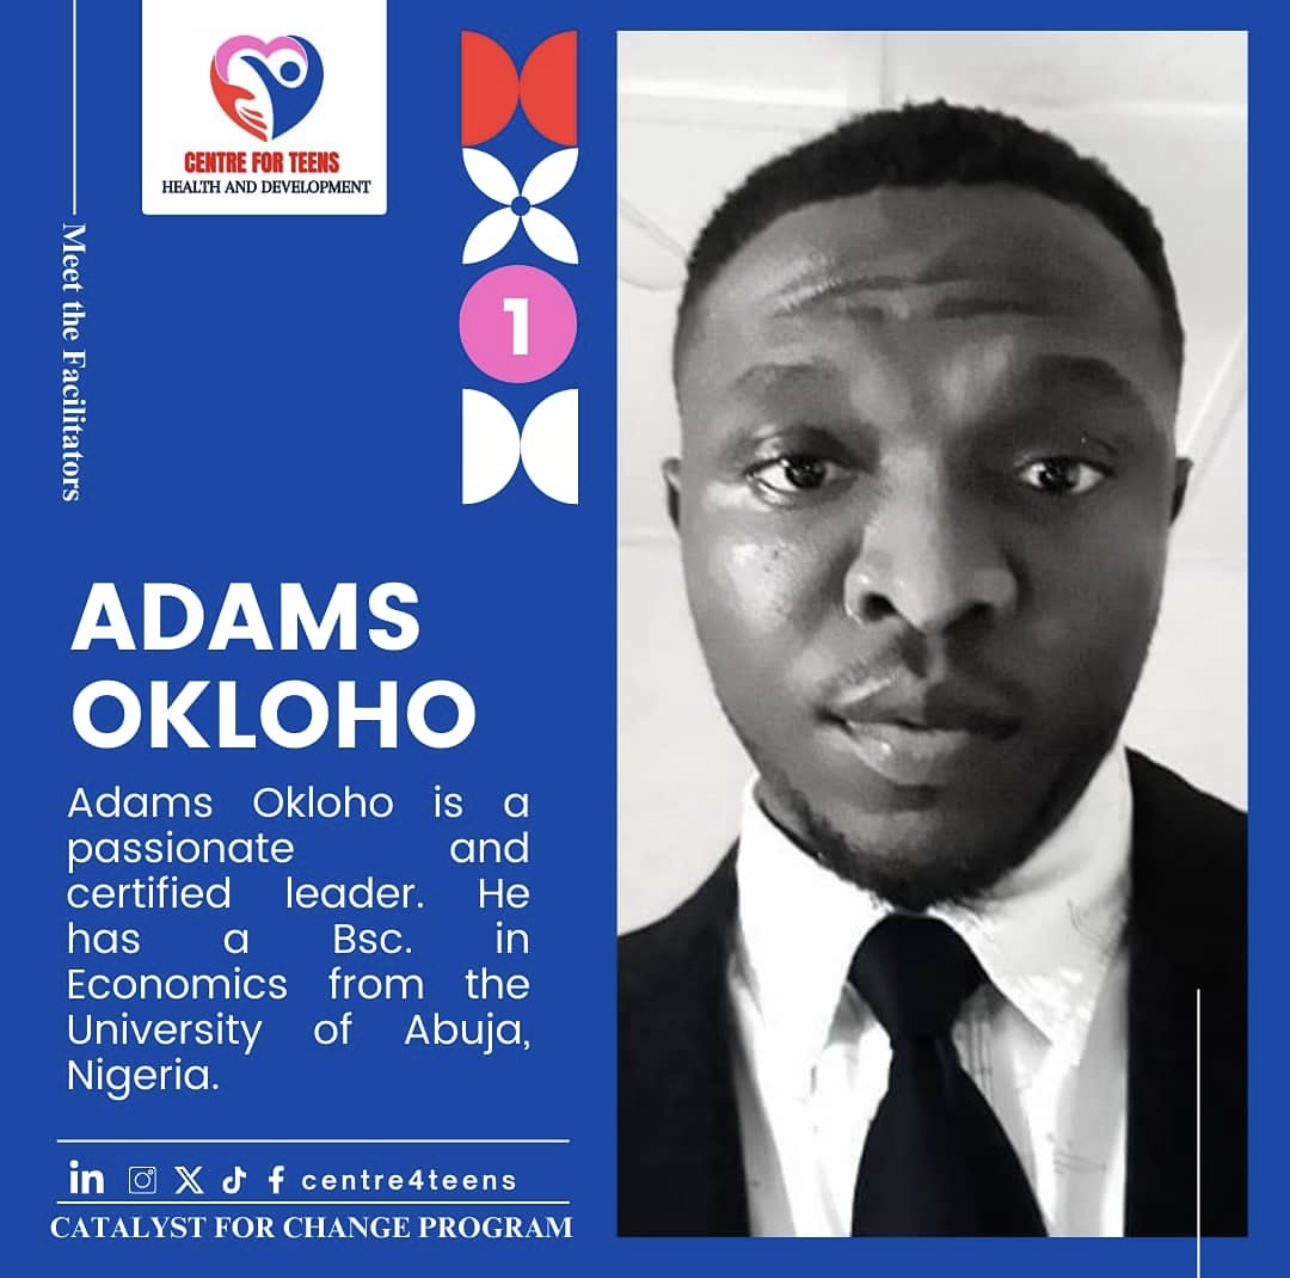 CENTRE FOR TEENS
HEALTH AND DEVELOPMENT
Meet the Facilitators
1
ADAMS
OKLOHO
Adams Okloho is a
passionate and
certified leader. He
has a Bsc. in
Economics from the
University of Abuja,
Nigeria.
in X f centre4teens
CATALYST FOR CHANGE PROGRAM